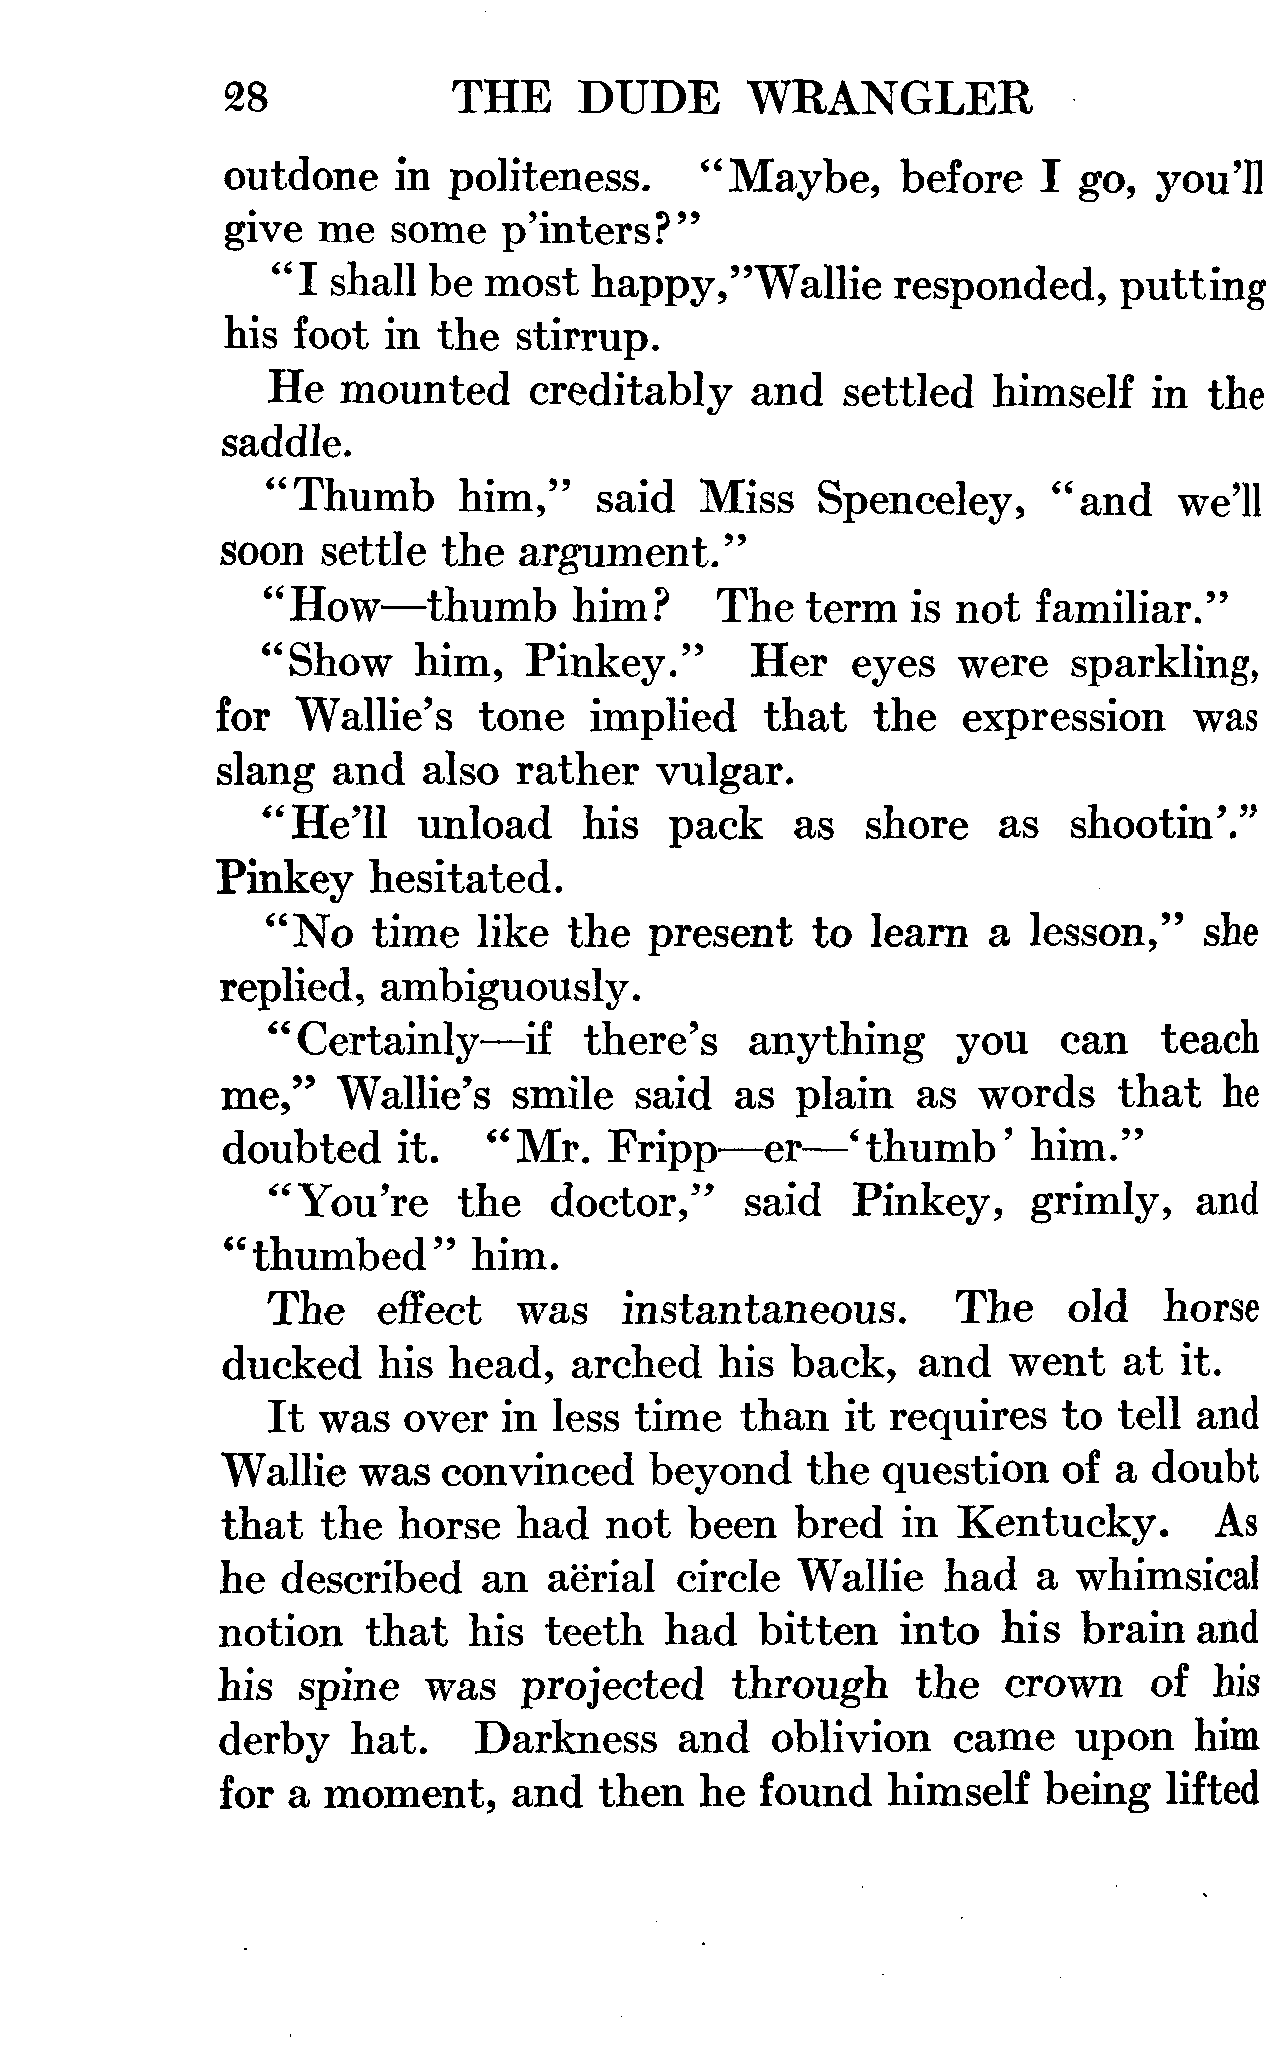 28 THE DUDE WRANGLER
outdone in politeness. "Maybe, before I go, you'll
give me some p'inters?"
"I shall be most happy,"Wallie responded, putting
his foot in the stirrup.
He mounted creditably and settled himself in the
saddle.
"Thumb him," said Miss Spenceley, "and we'll
soon settle the argument."
"How—thumb him? The term is not familiar."
"Show him, Pinkey." Her eyes were sparkling,
for Wallie's tone implied that the expression was
slang and also rather vulgar.
"He'll unload his pack as shore as shootin'."
Pinkey hesitated.
"No time like the present to learn a lesson," she
replied, ambiguously.
"Certainly—if there's anything you can teach
me," Wallie's smile said as plain as words that he
doubted it. "Mr. Fripp—er—'thumb' him."
"You're the doctor," said Pinkey, grimly, and
"thumbed" him.
The effect was instantaneous. The old horse
ducked his head, arched his back, and went at it.
It was over in less time than it requires to tell and
Wallie was convinced beyond the question of a doubt
that the horse had not been bred in Kentucky. As
he described an aërial circle Wallie had a whimsical
notion that his teeth had bitten into his brain and
his spine was projected through the crown of his
derby hat. Darkness and oblivion came upon him
for a moment, and then he found himself being lifted